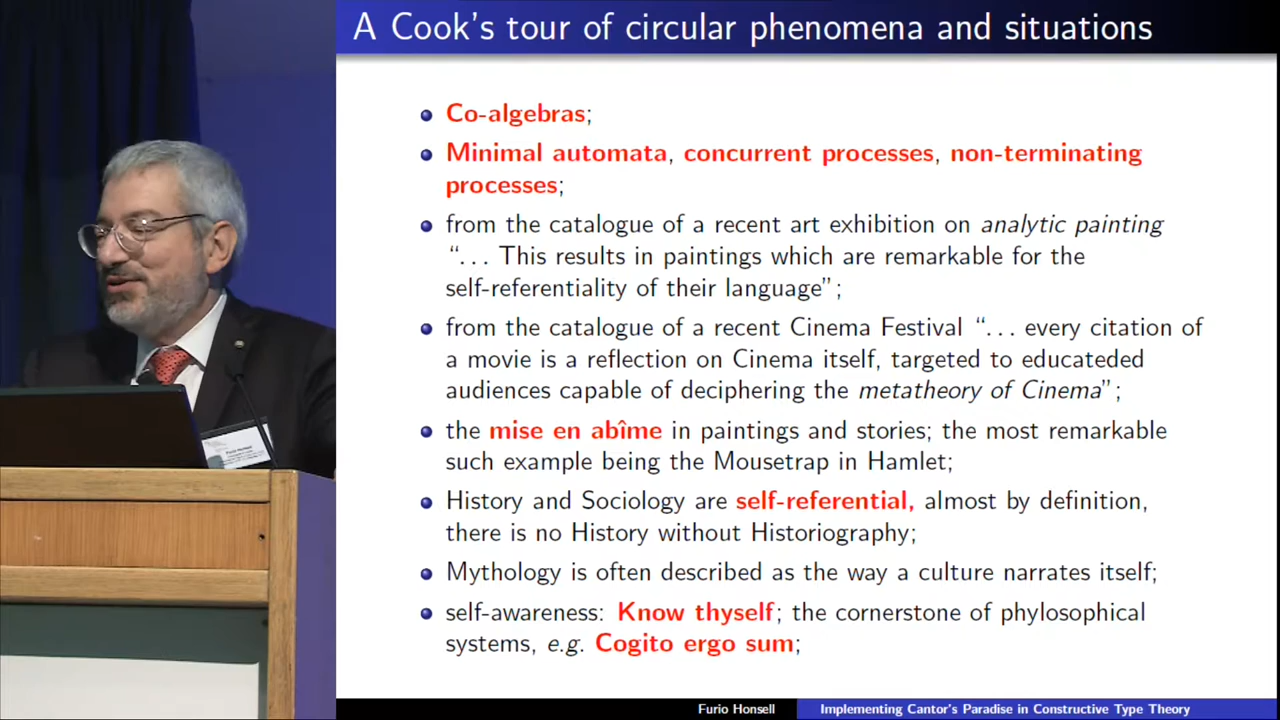 A Cook's tour of circular phenomena and situations
Co-algebras;
Minimal automata, concurrent processes, non-terminating
processes;
from the catalogue of a recent art exhibition on analytic painting
“... This results in paintings which are remarkable for the
self-referentiality of their language”;
from the catalogue of a recent Cinema Festival “... every citation of
a movie is a reflection on Cinema itself, targeted to educateded
audiences capable of deciphering the metatheory of Cinema”;
the mise en abîme in paintings and stories; the most remarkable
such example being the Mousetrap in Hamlet;
History and Sociology are self-referential, almost by definition,
there is no History without Historiography;
Mythology is often described as the way a culture narrates itself;
self-awareness: Know thyself; the cornerstone of phylosophical
systems, e.g. Cogito ergo sum;
Furio Honsell
Implementing Cantor's Paradise in Constructive Type Theory